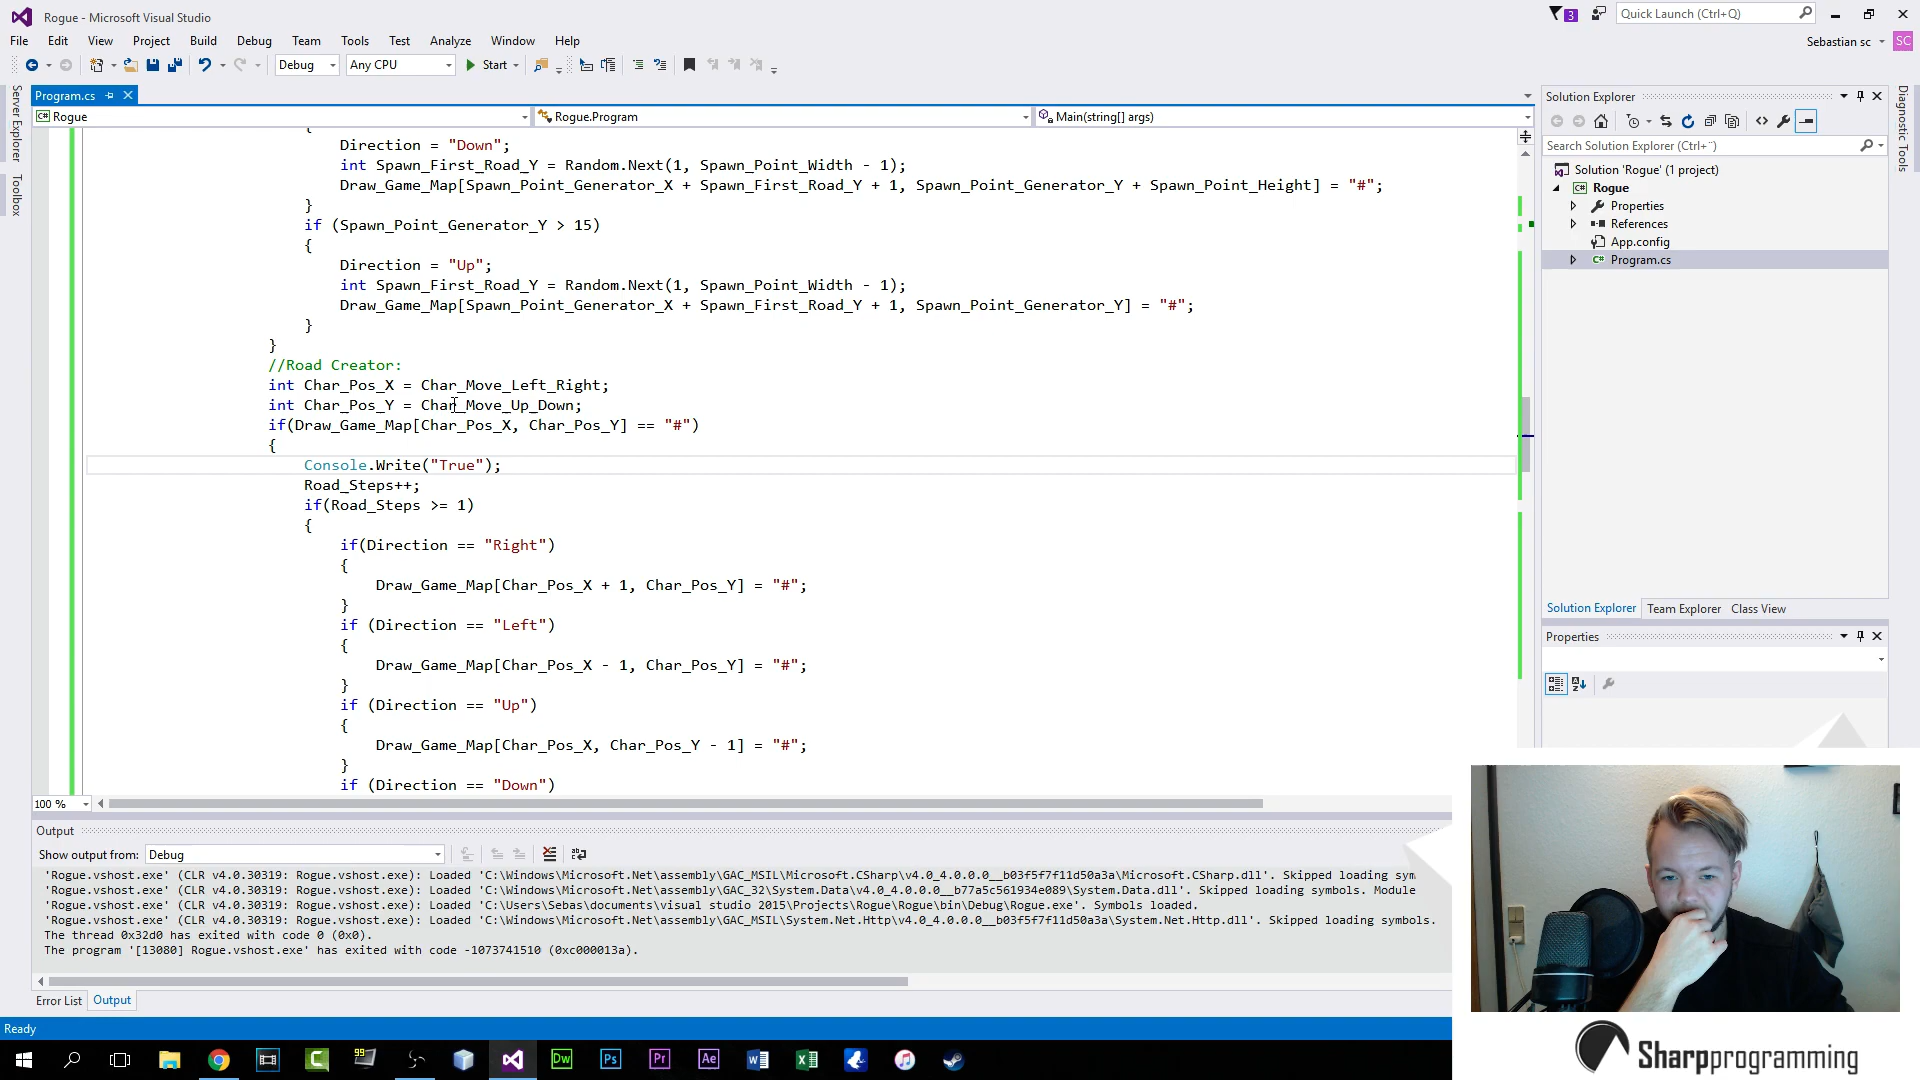 Rogue - Microsoft Visual Studio
3
Quick Launch (Ctrl+Q)
File Edit View Project Build Debug Team Tools Test Analyze Window Help
Sebastian sc
SC
Debug
Any CPU
Start
Server Explorer
Toolbox
Program.cs
Rogue
Rogue.Program
Main(string[] args)
{
Direction = "Down";
int Spawn_First_Road_Y = Random.Next(1, Spawn_Point_Width - 1);
Draw_Game_Map[Spawn_Point_Generator_X + Spawn_First_Road_Y + 1, Spawn_Point_Generator_Y + Spawn_Point_Height] = "#";
}
if (Spawn_Point_Generator_Y > 15)
{
Direction = "Up";
int Spawn_First_Road_Y = Random.Next(1, Spawn_Point_Width - 1);
Draw_Game_Map[Spawn_Point_Generator_X + Spawn_First_Road_Y + 1, Spawn_Point_Generator_Y] = "#";
}
}
//Road Creator:
int Char_Pos_X = Char_Move_Left_Right;
int Char_Pos_Y = Char_Move_Up_Down;
if(Draw_Game_Map[Char_Pos_X, Char_Pos_Y] == "#")
{
Console.Write("True");
Road_Steps++;
if(Road_Steps >= 1)
{
if(Direction == "Right")
{
Draw_Game_Map[Char_Pos_X + 1, Char_Pos_Y] = "#";
}
if (Direction == "Left")
{
Draw_Game_Map[Char_Pos_X - 1, Char_Pos_Y] = "#";
}
if (Direction == "Up")
{
Draw_Game_Map[Char_Pos_X, Char_Pos_Y - 1] = "#";
}
if (Direction == "Down")
100 %
Solution Explorer
Search Solution Explorer (Ctrl+¨)
Solution 'Rogue' (1 project)
Rogue
Properties
References
App.config
Program.cs
Solution Explorer Team Explorer Class View
Properties
Diagnostic Tools
Output
Show output from: Debug
'Rogue.vshost.exe' (CLR v4.0.30319: Rogue.vshost.exe): Loaded 'C:\Windows\Microsoft.Net\assembly\GAC_MSIL\Microsoft.CSharp\v4.0_4.0.0.0__b03f5f7f11d50a3a\Microsoft.CSharp.dll'. Skipped loading sym
'Rogue.vshost.exe' (CLR v4.0.30319: Rogue.vshost.exe): Loaded 'C:\Windows\Microsoft.Net\assembly\GAC_32\System.Data\v4.0_4.0.0.0__b77a5c561934e089\System.Data.dll'. Skipped loading symbols. Module
'Rogue.vshost.exe' (CLR v4.0.30319: Rogue.vshost.exe): Loaded 'C:\Users\Sebas\documents\visual studio 2015\Projects\Rogue\Rogue\bin\Debug\Rogue.exe'. Symbols loaded.
'Rogue.vshost.exe' (CLR v4.0.30319: Rogue.vshost.exe): Loaded 'C:\Windows\Microsoft.Net\assembly\GAC_MSIL\System.Net.Http\v4.0_4.0.0.0__b03f5f7f11d50a3a\System.Net.Http.dll'. Skipped loading symbols.
The thread 0x32d0 has exited with code 0 (0x0).
The program '[13080] Rogue.vshost.exe' has exited with code -1073741510 (0xc000013a).
Error List Output
Ready
99
Dw
Ps
Pr
Ae
Sharpprogramming